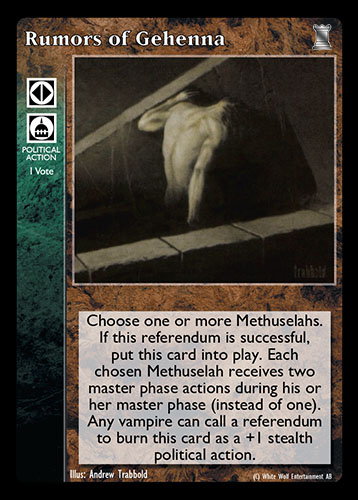 Rumors of Gehenna
POLITICAL
ACTION
1 Vote
trabbold
Choose one or more Methuselahs.
If this referendum is successful,
put this card into play. Each
chosen Methuselah receives two
master phase actions during his or
her master phase (instead of one).
Any vampire can call a referendum
to burn this card as a +1 stealth
political action.
Illus: Andrew Trabbold
(C) White Wolf Entertainment AB